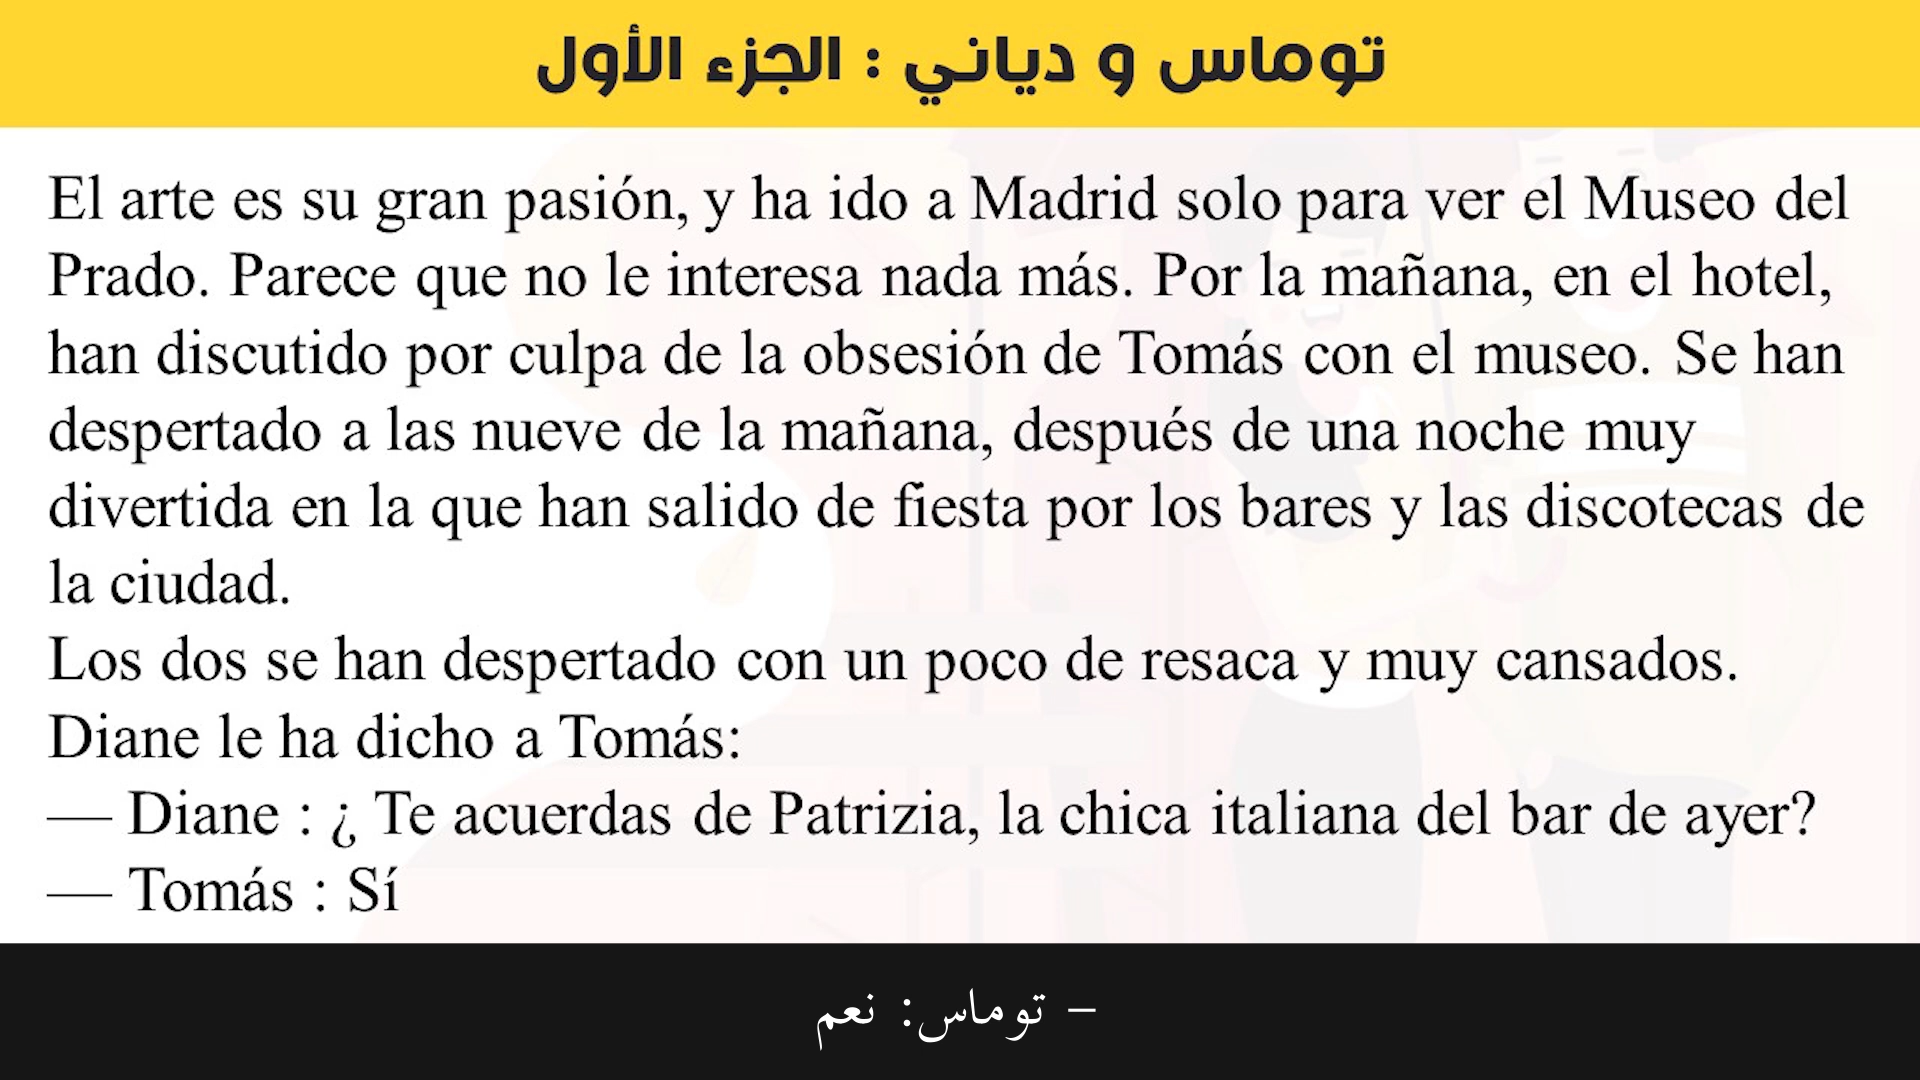 توماس و دياني : الجزء الأول
El arte es su gran pasión, y ha ido a Madrid solo para ver el Museo del
Prado. Parece que no le interesa nada más. Por la mañana, en el hotel,
han discutido por culpa de la obsesión de Tomás con el museo. Se han
despertado a las nueve de la mañana, después de una noche muy
divertida en la que han salido de fiesta por los bares y las discotecas de
la ciudad.
Los dos se han despertado con un poco de resaca y muy cansados.
Diane le ha dicho a Tomás:
— Diane : ¿ Te acuerdas de Patrizia, la chica italiana del bar de ayer?
— Tomás : Sí
– توماس: نعم